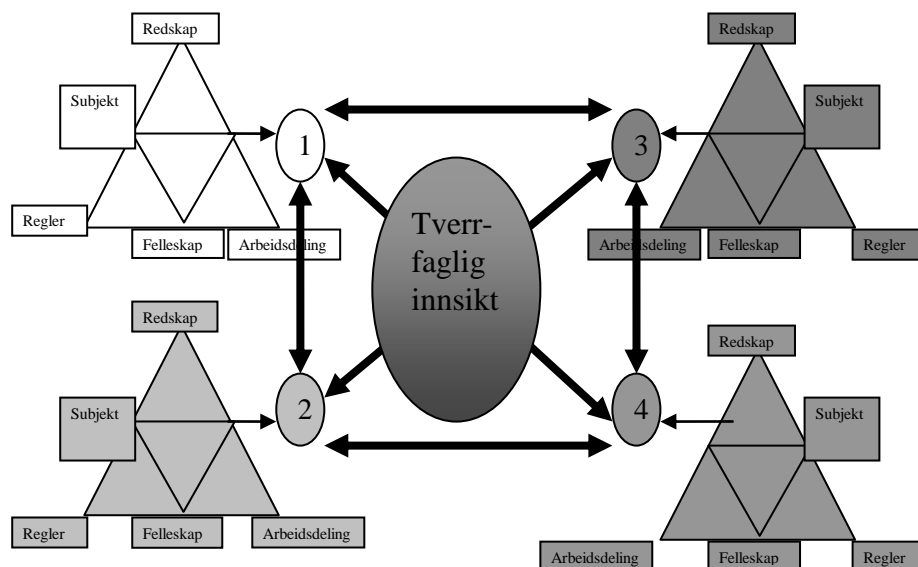 Redskap
Subjekt
1
Regler
Felleskap
Arbeidsdeling
Redskap
Subjekt
3
Arbeidsdeling
Felleskap
Regler
Tverr-
faglig
innsikt
Redskap
Subjekt
2
Regler
Felleskap
Arbeidsdeling
Redskap
Subjekt
4
Arbeidsdeling
Felleskap
Regler